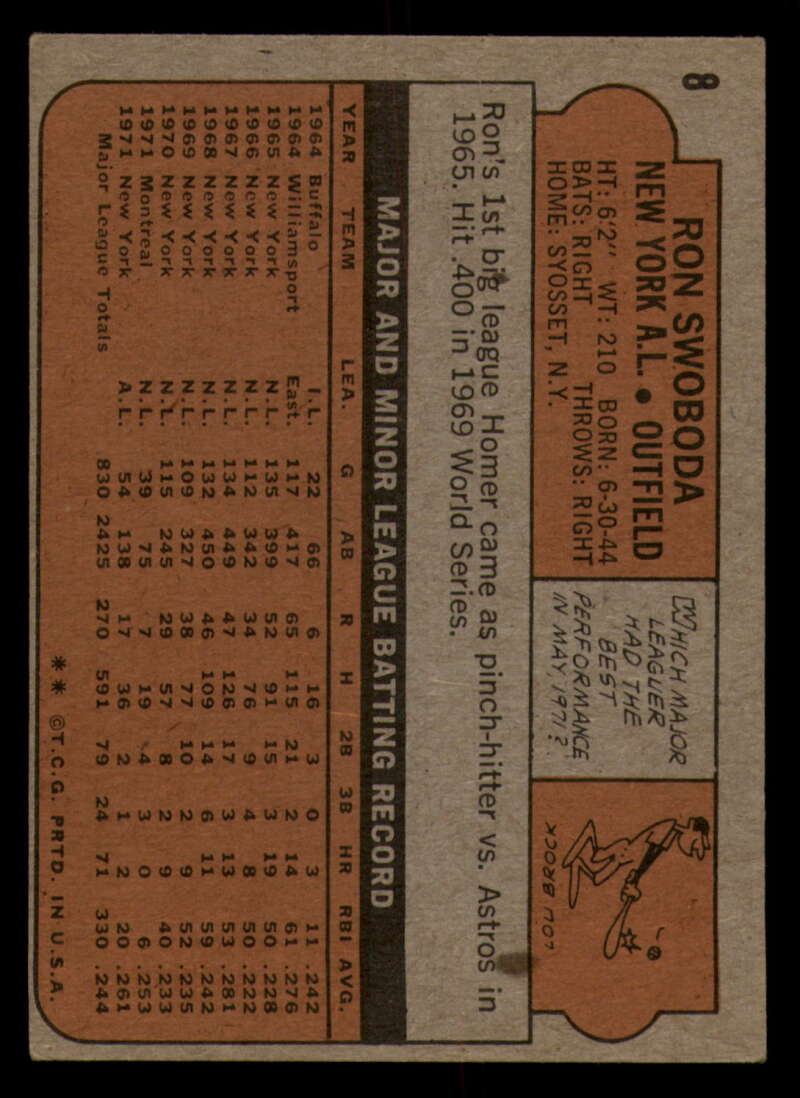 8
RON SWOBODA
NEW YORK A.L. • OUTFIELD
HT: 6'2" WT: 210 BORN: 6-30-44
BATS: RIGHT THROWS: RIGHT
HOME: SYOSSET, N.Y.
WHICH MAJOR
LEAGUER
HAD THE
BEST
PERFORMANCE
IN MAY, 1971?
LOU BROCK
Ron's 1st big league Homer came as pinch-hitter vs. Astros in
1965. Hit .400 in 1969 World Series.
MAJOR AND MINOR LEAGUE BATTING RECORD
YEAR TEAM LEA. G AB R H 2B 3B HR RBI AVG.
1964 Buffalo I.L. 22 66 6 16 3 0 3 11 .242
1964 Williamsport East. 117 417 65 115 21 2 14 61 .276
1965 New York N.L. 135 399 52 91 15 3 19 50 .228
1966 New York N.L. 112 342 34 76 9 4 8 50 .222
1967 New York N.L. 134 449 47 126 17 3 13 53 .281
1968 New York N.L. 132 450 46 109 14 6 11 59 .242
1969 New York N.L. 109 327 38 77 10 2 9 52 .235
1970 New York N.L. 115 245 29 57 8 2 9 40 .233
1971 Montreal N.L. 39 75 7 19 4 3 0 6 .253
1971 New York A.L. 54 138 17 36 2 1 2 20 .261
Major League Totals 830 2425 270 591 79 24 71 330 .244
** ©T.C.G. PRTD. IN U.S.A.